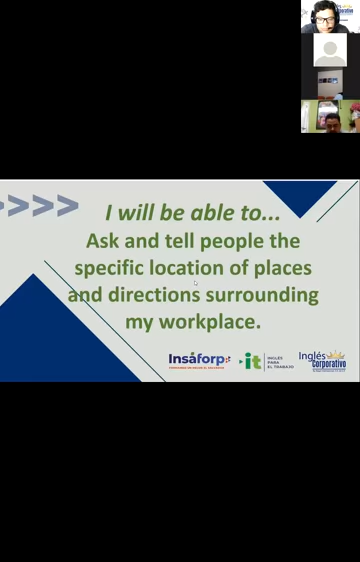 >>>>
I will be able to...
Ask and tell people the
specific location of places
and directions surrounding
my workplace.
Insaforp
it
INGLÉS
PARA
EL TRABAJO
Inglés
Corporativo